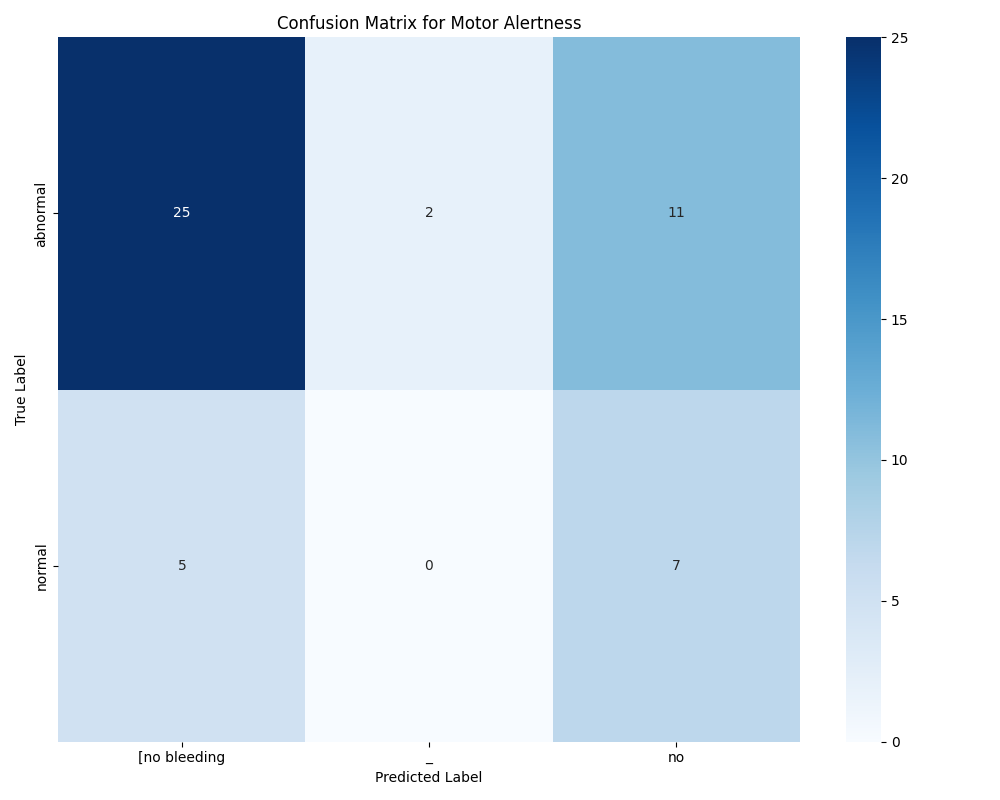 Confusion Matrix for Motor Alertness
True Label
abnormal
normal
25 2 11
5 0 7
[no bleeding _ no
Predicted Label
25
20
15
10
5
0